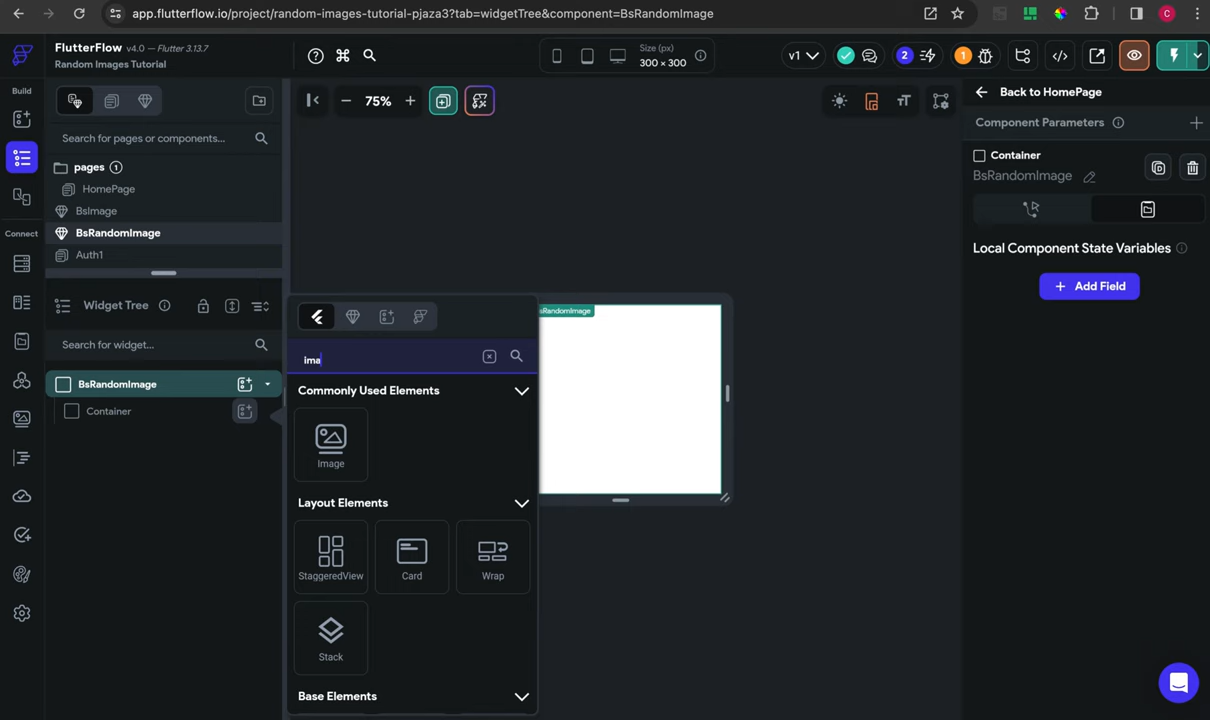 app.flutterflow.io/project/random-images-tutorial-pjaza3?tab=widgetTree&component=BsRandomImage
C
FlutterFlow v4.0 • Flutter 3.13.7
Random Images Tutorial
Size (px)
300 × 300
v1
2
1
Build
Connect
75%
Search for pages or components...
pages 1
HomePage
BsImage
BsRandomImage
Auth1
Widget Tree
Search for widget...
BsRandomImage
Container
ima
Commonly Used Elements
Image
Layout Elements
StaggeredView
Card
Wrap
Stack
Base Elements
sRandomImage
Back to HomePage
Component Parameters
Container
BsRandomImage
Local Component State Variables
+ Add Field